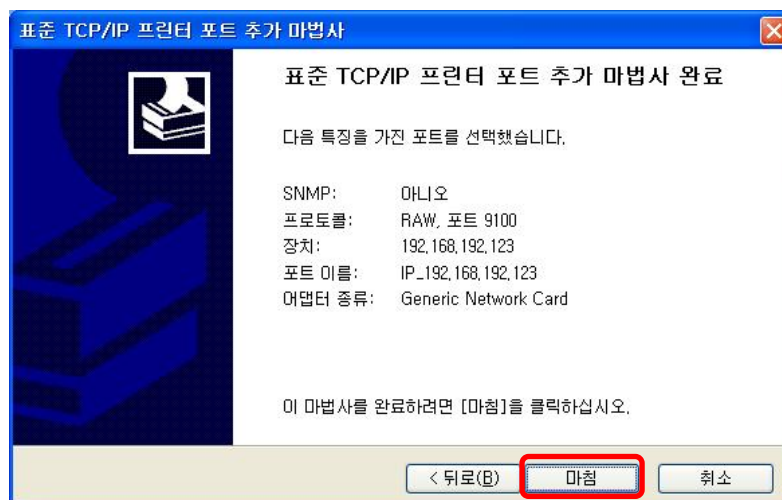 표준 TCP/IP 프린터 포트 추가 마법사
표준 TCP/IP 프린터 포트 추가 마법사 완료
다음 특징을 가진 포트를 선택했습니다.
SNMP: 아니오
프로토콜: RAW, 포트 9100
장치: 192,168,192,123
포트 이름: IP_192,168,192,123
어댑터 종류: Generic Network Card
이 마법사를 완료하려면 [마침]을 클릭하십시오.
< 뒤로(B) 마침 취소